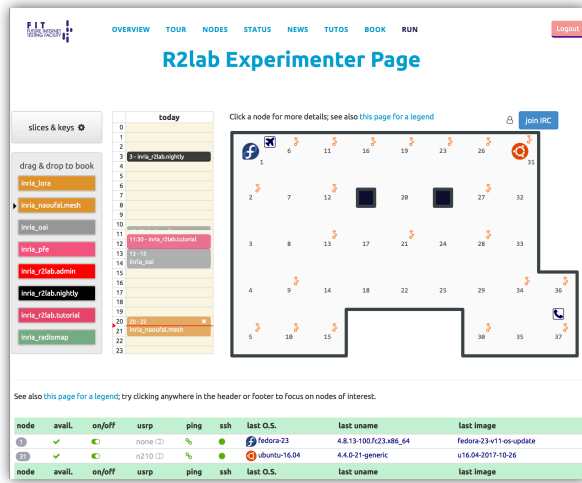 FIT
FUTURE INTERNET
TESTING FACILITY
OVERVIEW TOUR NODES STATUS NEWS TUTOS BOOK RUN
Logout
R2lab Experimenter Page
slices & keys
today
Click a node for more details; see also this page for a legend
join IRC
drag & drop to book
inria_lora
inria_naoufal.mesh
inria_oai
inria_pfe
inria_r2lab.admin
inria_r2lab.nightly
inria_r2lab.tutorial
inria_radiomap
0
1
2
3
4
5
6
7
8
9
10
11
12
13
14
15
16
17
18
19
20
21
22
23
3 - inria_r2lab.nightly
11:30 - inria_r2lab.tutorial
13 - 15
inria_oai
20 - 22
inria_naoufal.mesh
1 6 11 16 19 23 26 31
2 7 12 20 27 32
3 8 13 17 21 24 28 33
4 9 14 18 22 25 29 34 36
5 10 15 30 35 37
See also this page for a legend; try clicking anywhere in the header or footer to focus on nodes of interest.
node avail. on/off usrp ping ssh last O.S. last uname last image
1 none fedora-23 4.8.13-100.fc23.x86_64 fedora-23-v11-os-update
31 n210 ubuntu-16.04 4.4.0-21-generic u16.04-2017-10-26
node avail. on/off usrp ping ssh last O.S. last uname last image